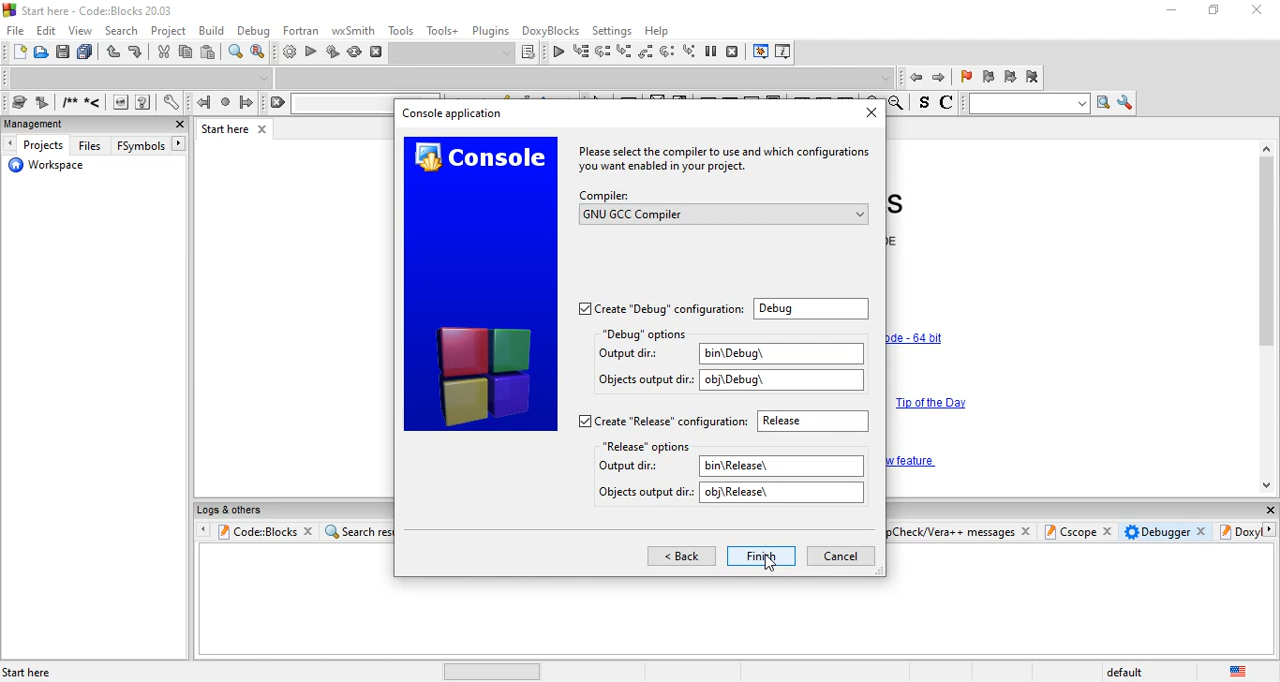 Start here - Code::Blocks 20.03
File Edit View Search Project Build Debug Fortran wxSmith Tools Tools+ Plugins DoxyBlocks Settings Help
/** *<
S C
Management
Projects Files FSymbols
Workspace
Start here
Console application
Console
Please select the compiler to use and which configurations
you want enabled in your project.
Compiler:
GNU GCC Compiler
Create "Debug" configuration: Debug
"Debug" options
Output dir.: bin\Debug\
Objects output dir.: obj\Debug\
Create "Release" configuration: Release
"Release" options
Output dir.: bin\Release\
Objects output dir.: obj\Release\
< Back Finish Cancel
S
DE
ode - 64 bit
Tip of the Day
w feature
Logs & others
Code::Blocks Search resu pCheck/Vera++ messages Cscope Debugger Doxyl
Start here default